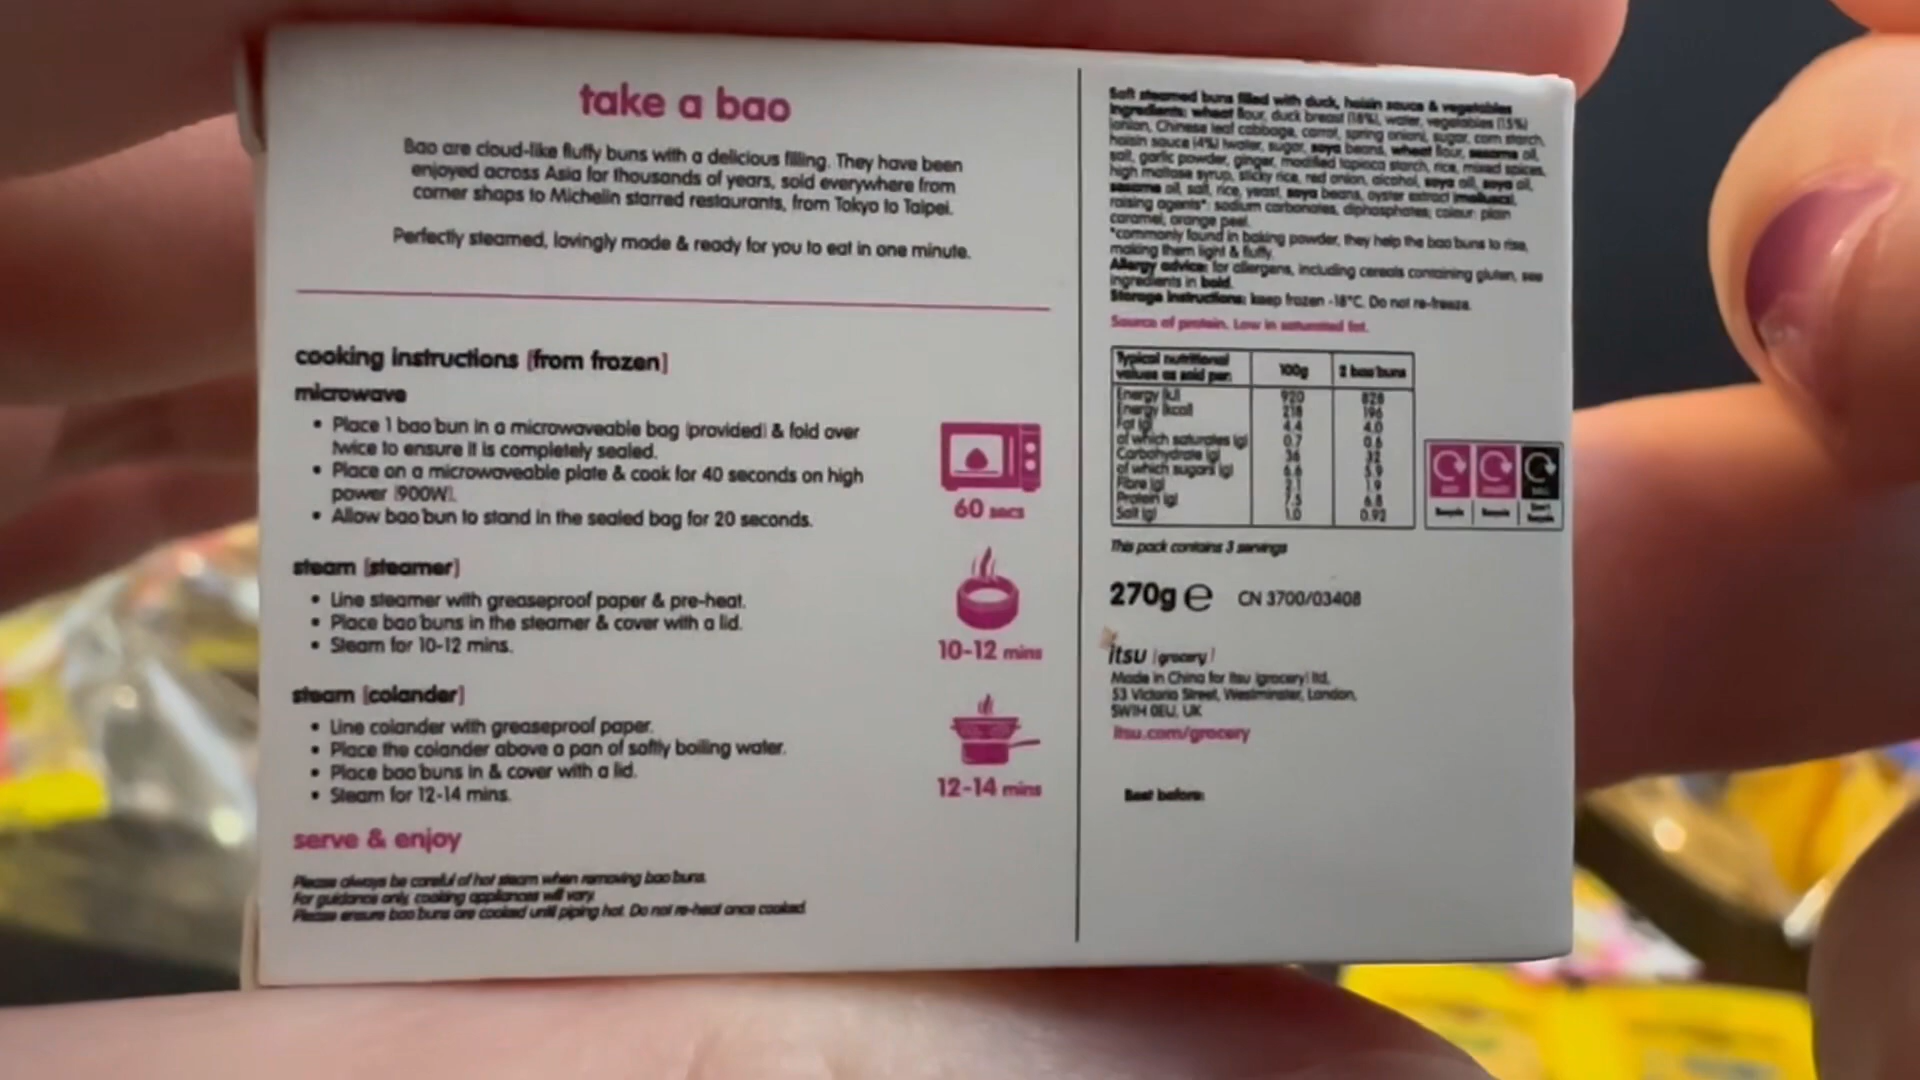 take a bao
Bao are cloud-like fluffy buns with a delicious filling. They have been
enjoyed across Asia for thousands of years, sold everywhere from
corner shops to Michelin starred restaurants, from Tokyo to Taipei.
Perfectly steamed, lovingly made & ready for you to eat in one minute.
cooking instructions [from frozen]
microwave
• Place 1 bao bun in a microwaveable bag [provided] & fold over
twice to ensure it is completely sealed.
• Place on a microwaveable plate & cook for 40 seconds on high
power [900W].
• Allow bao bun to stand in the sealed bag for 20 seconds.
60 secs
steam [steamer]
• Line steamer with greaseproof paper & pre-heat.
• Place bao buns in the steamer & cover with a lid.
• Steam for 10-12 mins.
10-12 mins
steam [colander]
• Line colander with greaseproof paper.
• Place the colander above a pan of softly boiling water.
• Place bao buns in & cover with a lid.
• Steam for 12-14 mins.
12-14 mins
serve & enjoy
Please always be careful of hot steam when removing bao buns.
For guidance only, cooking appliances will vary.
Please ensure bao buns are cooked until piping hot. Do not re-heat once cooked.
Soft steamed buns filled with duck, hoisin sauce & vegetables
Ingredients: wheat flour, duck breast [18%], water, vegetables [15%]
[onion, Chinese leaf cabbage, carrot, spring onion], sugar, corn starch,
hoisin sauce [4%] [water, sugar, soya beans, wheat flour, sesame oil,
salt, garlic powder, ginger, modified tapioca starch, rice, mixed spices,
high maltose syrup, sticky rice, red onion, alcohol, soya oil, soya oil,
sesame oil, salt, rice, yeast, soya beans, oyster extract [molluscs],
raising agents*: sodium carbonates, diphosphates; colour: plain
caramel; orange peel.
*commonly found in baking powder, they help the bao buns to rise,
making them light & fluffy.
Allergy advice: for allergens, including cereals containing gluten, see
ingredients in bold.
Storage instructions: keep frozen -18°C. Do not re-freeze.
Source of protein. Low in saturated fat.
Typical nutritional
values as sold per: 100g 2 bao buns
Energy [kJ] 920 828
Energy [kcal] 218 196
Fat [g] 4.4 4.0
of which saturates [g] 0.7 0.6
Carbohydrate [g] 36 32
of which sugars [g] 6.6 5.9
Fibre [g] 2.1 1.9
Protein [g] 7.5 6.8
Salt [g] 1.0 0.92
This pack contains 3 servings
270g e CN 3700/03408
itsu [grocery]
Made in China for itsu [grocery] ltd,
53 Victoria Street, Westminster, London,
SW1H 0EU, UK
itsu.com/grocery
Best before: